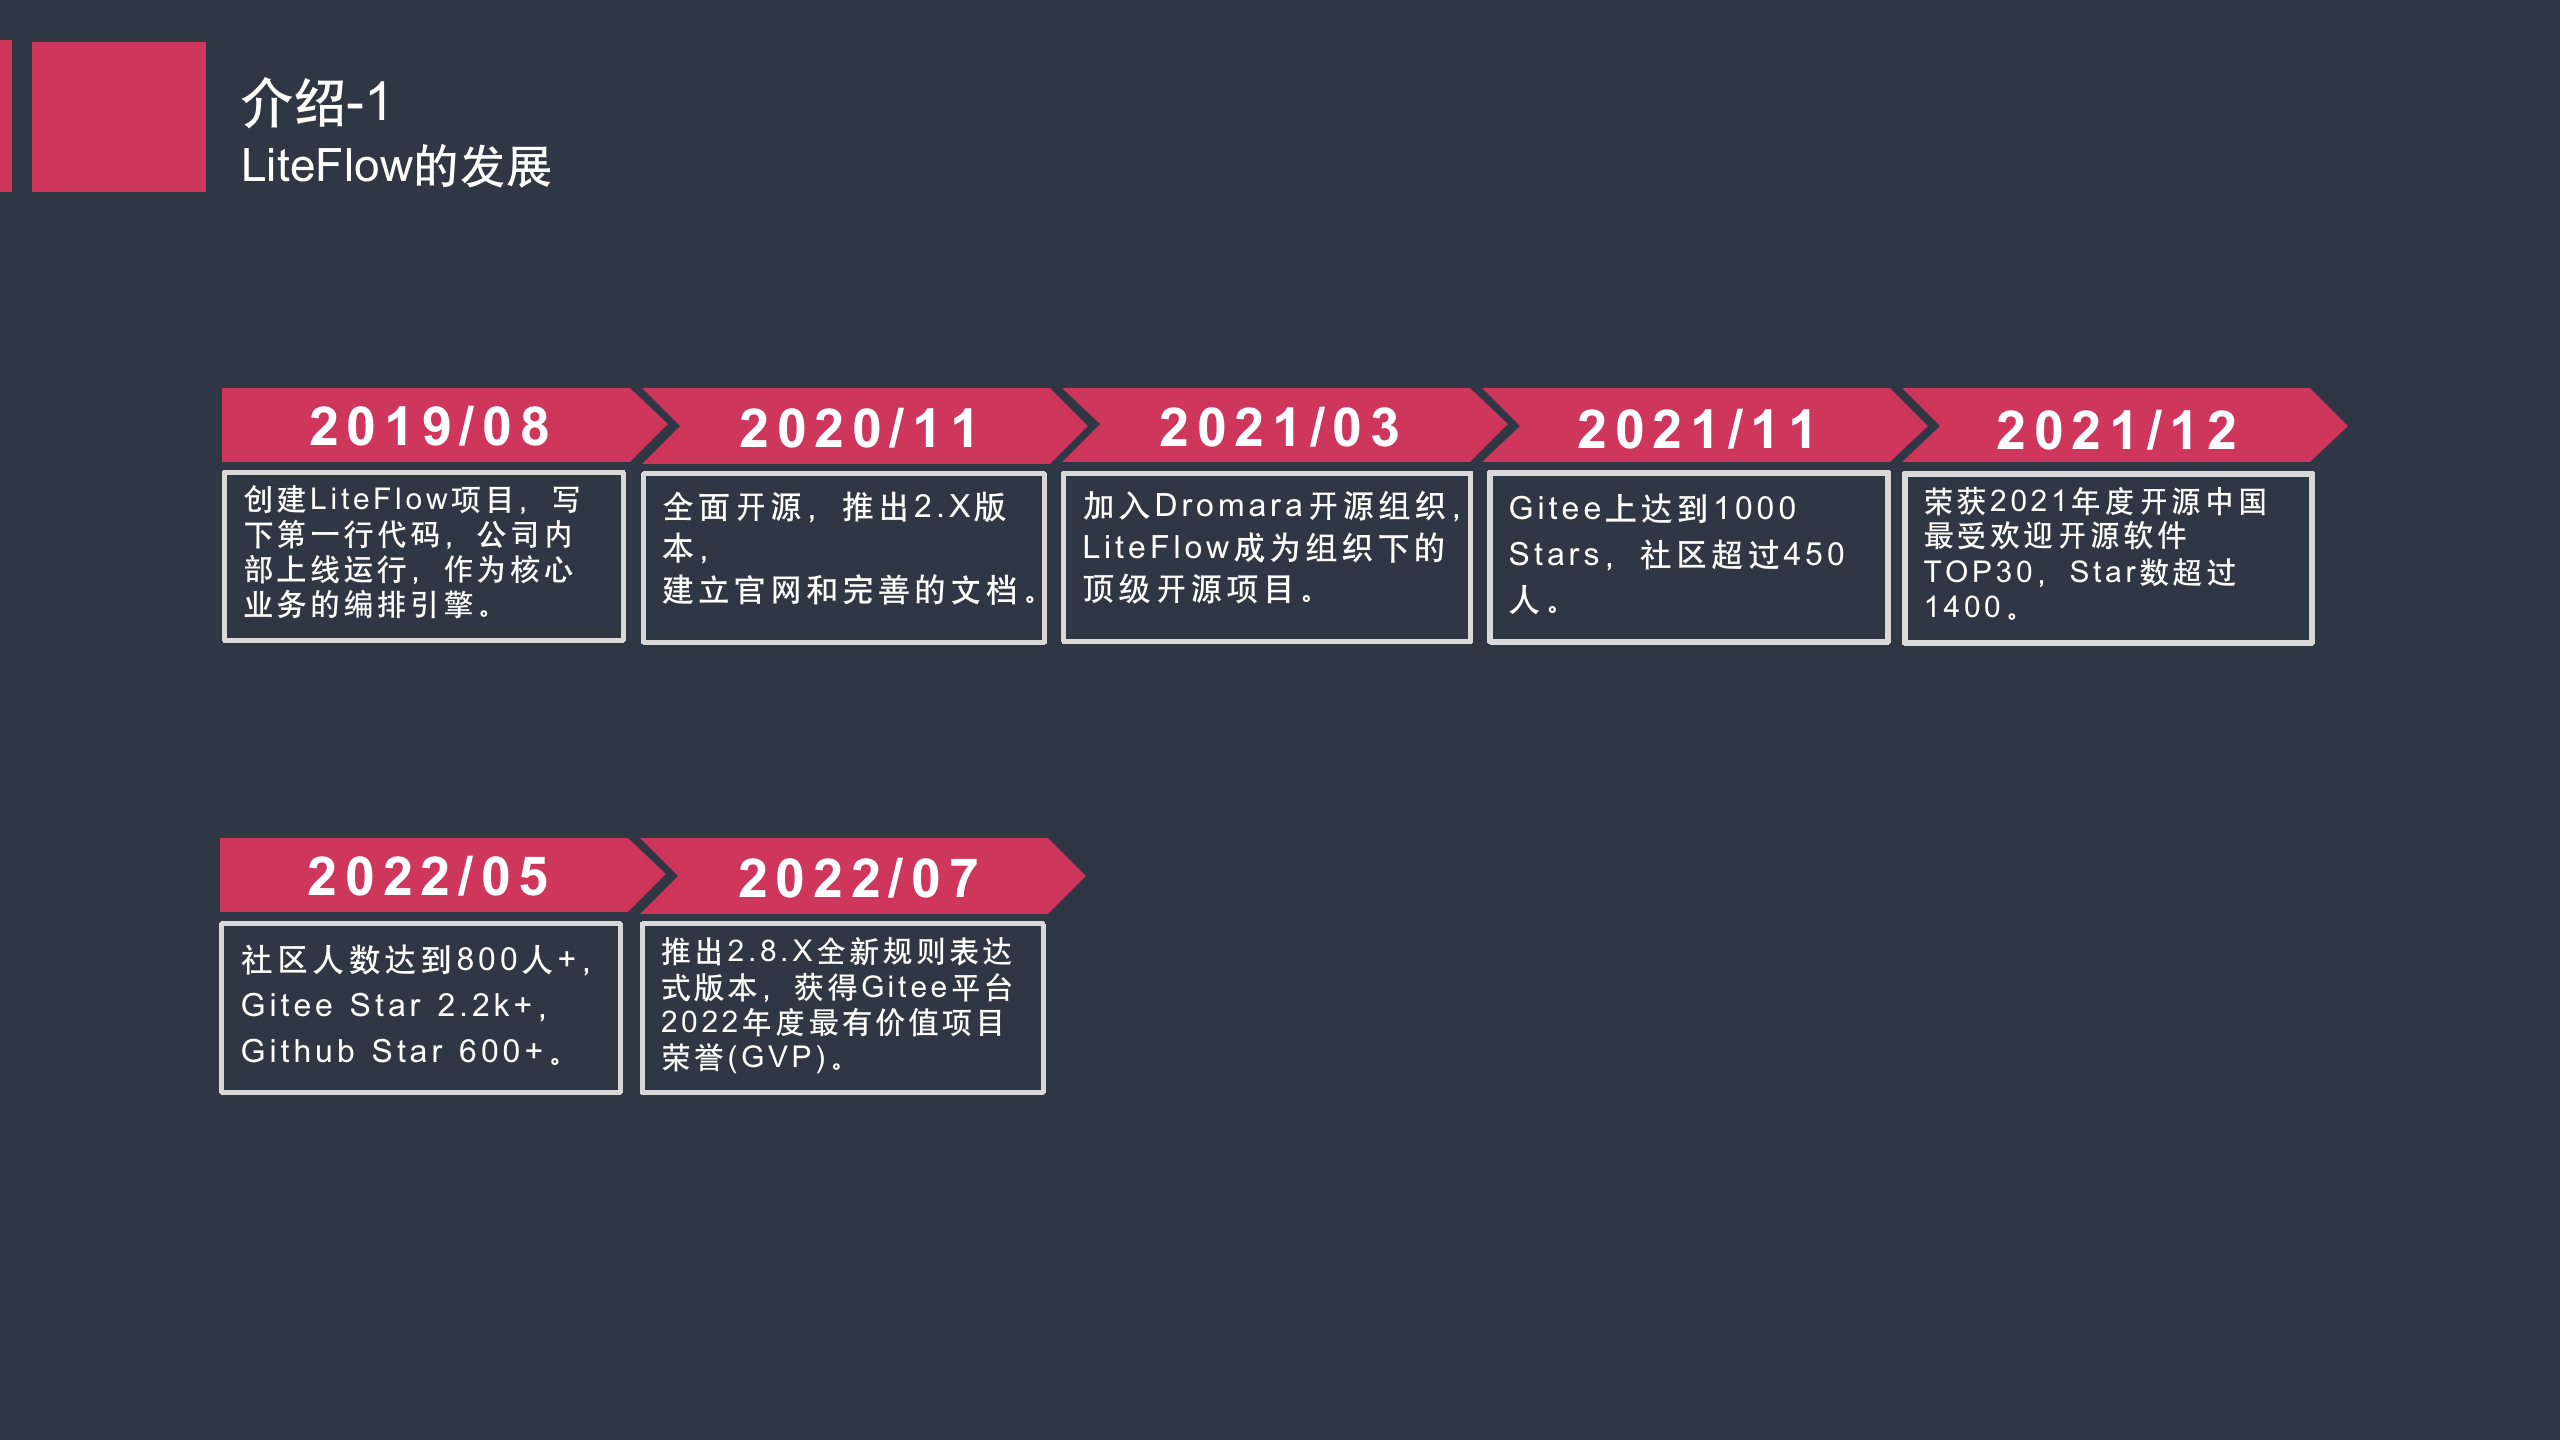 介绍-1
LiteFlow的发展
2019/08
创建LiteFlow项目，写
下第一行代码，公司内
部上线运行，作为核心
业务的编排引擎。
2020/11
全面开源，推出2.X版
本，
建立官网和完善的文档。
2021/03
加入Dromara开源组织，
LiteFlow成为组织下的
顶级开源项目。
2021/11
Gitee上达到1000
Stars，社区超过450
人。
2021/12
荣获2021年度开源中国
最受欢迎开源软件
TOP30，Star数超过
1400。
2022/05
社区人数达到800人+，
Gitee Star 2.2k+，
Github Star 600+。
2022/07
推出2.8.X全新规则表达
式版本，获得Gitee平台
2022年度最有价值项目
荣誉(GVP)。